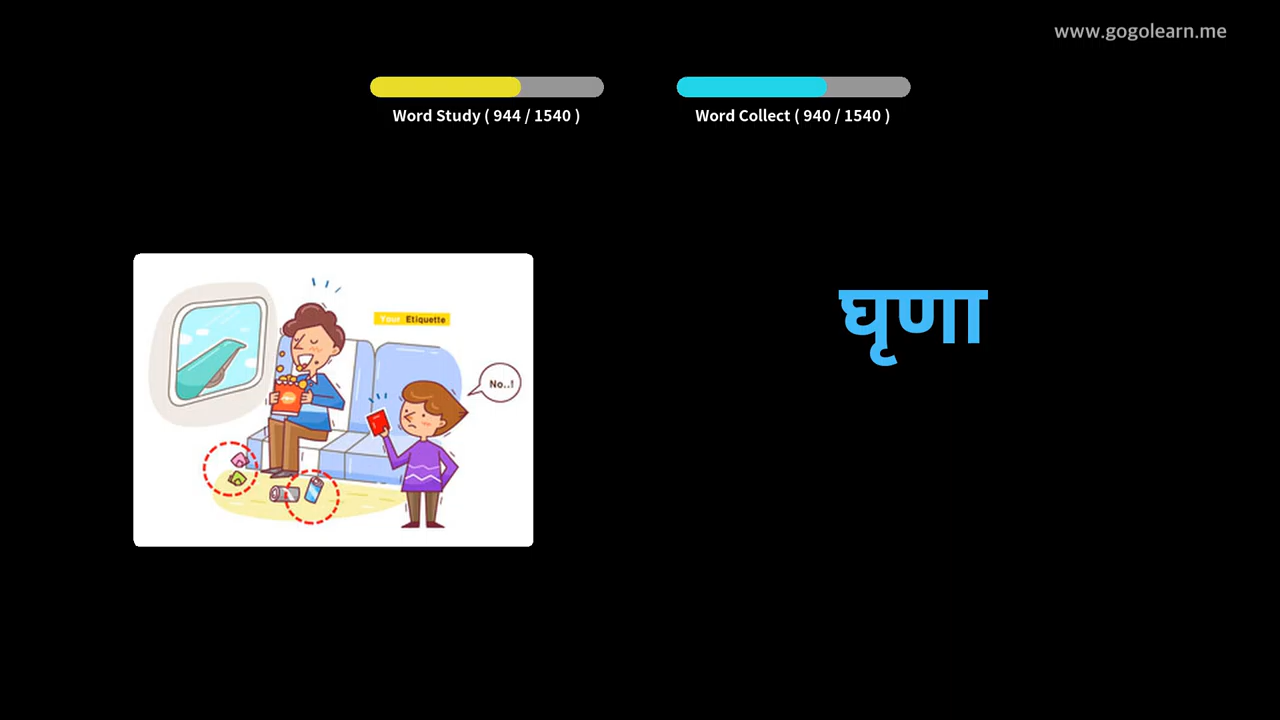 www.gogolearn.me
Word Study ( 944 / 1540 )
Word Collect ( 940 / 1540 )
घृणा
Your Etiquette
No..!